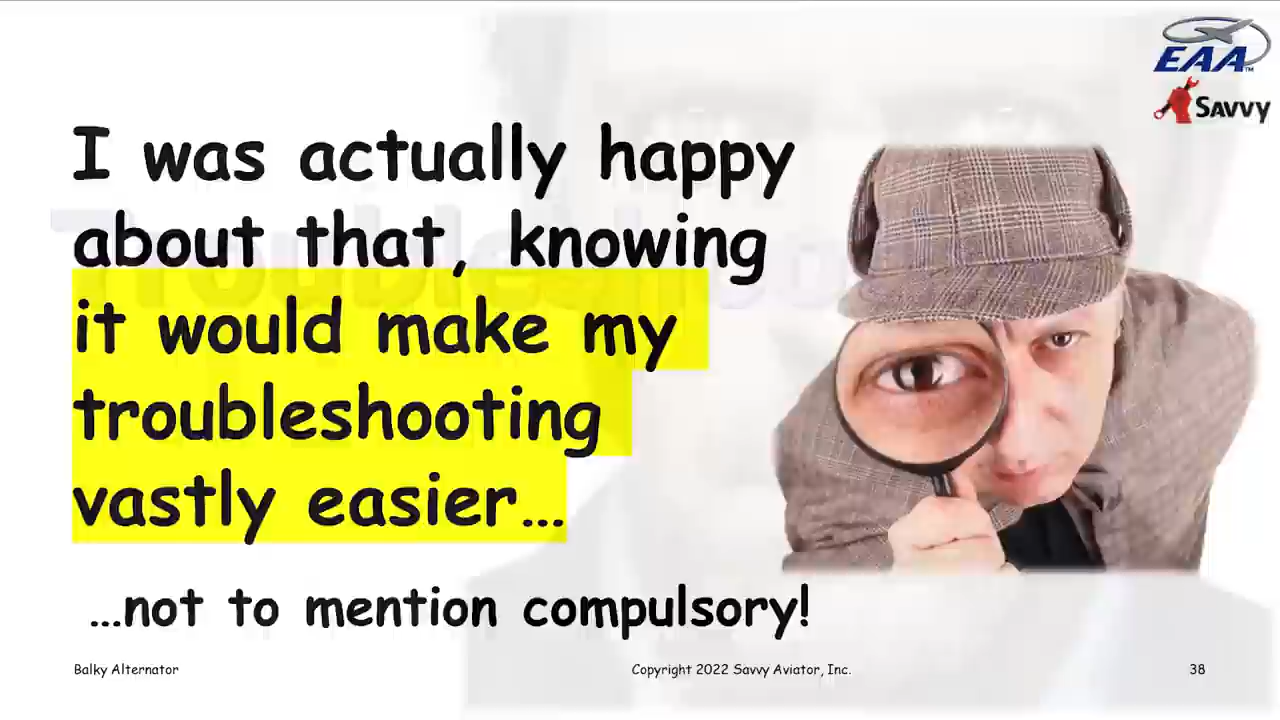 EAA
SAVVY
I was actually happy
about that, knowing
it would make my
troubleshooting
vastly easier...
...not to mention compulsory!
Balky Alternator
Copyright 2022 Savvy Aviator, Inc.
38